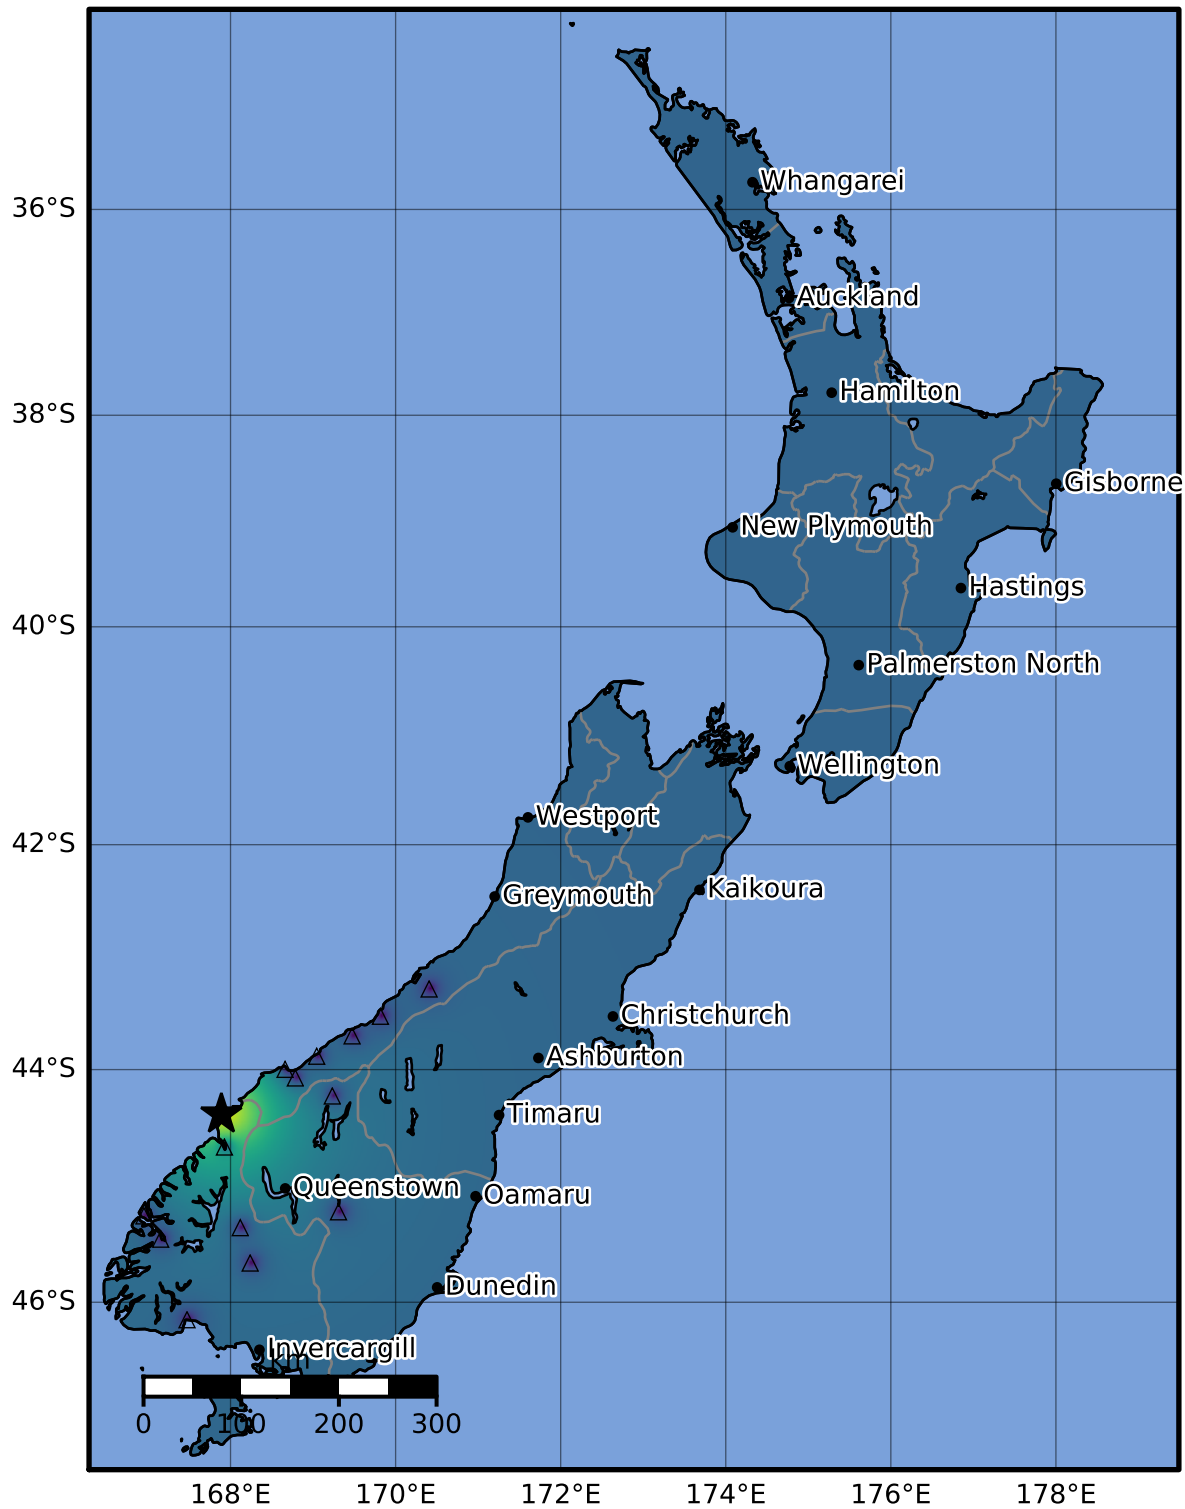 Whangarei
36°S
Auckland
Hamilton
38°S
Gisborne
New Plymouth
Hastings
40°S
Palmerston North
Wellington
Westport
42°S
Kaikoura
Greymouth
Christchurch
Ashburton
44°S
Timaru
Queenstown
Oamaru
Dunedin
46°S
Invercargill
km
0 100 200 300
168°E 170°E 172°E 174°E 176°E 178°E